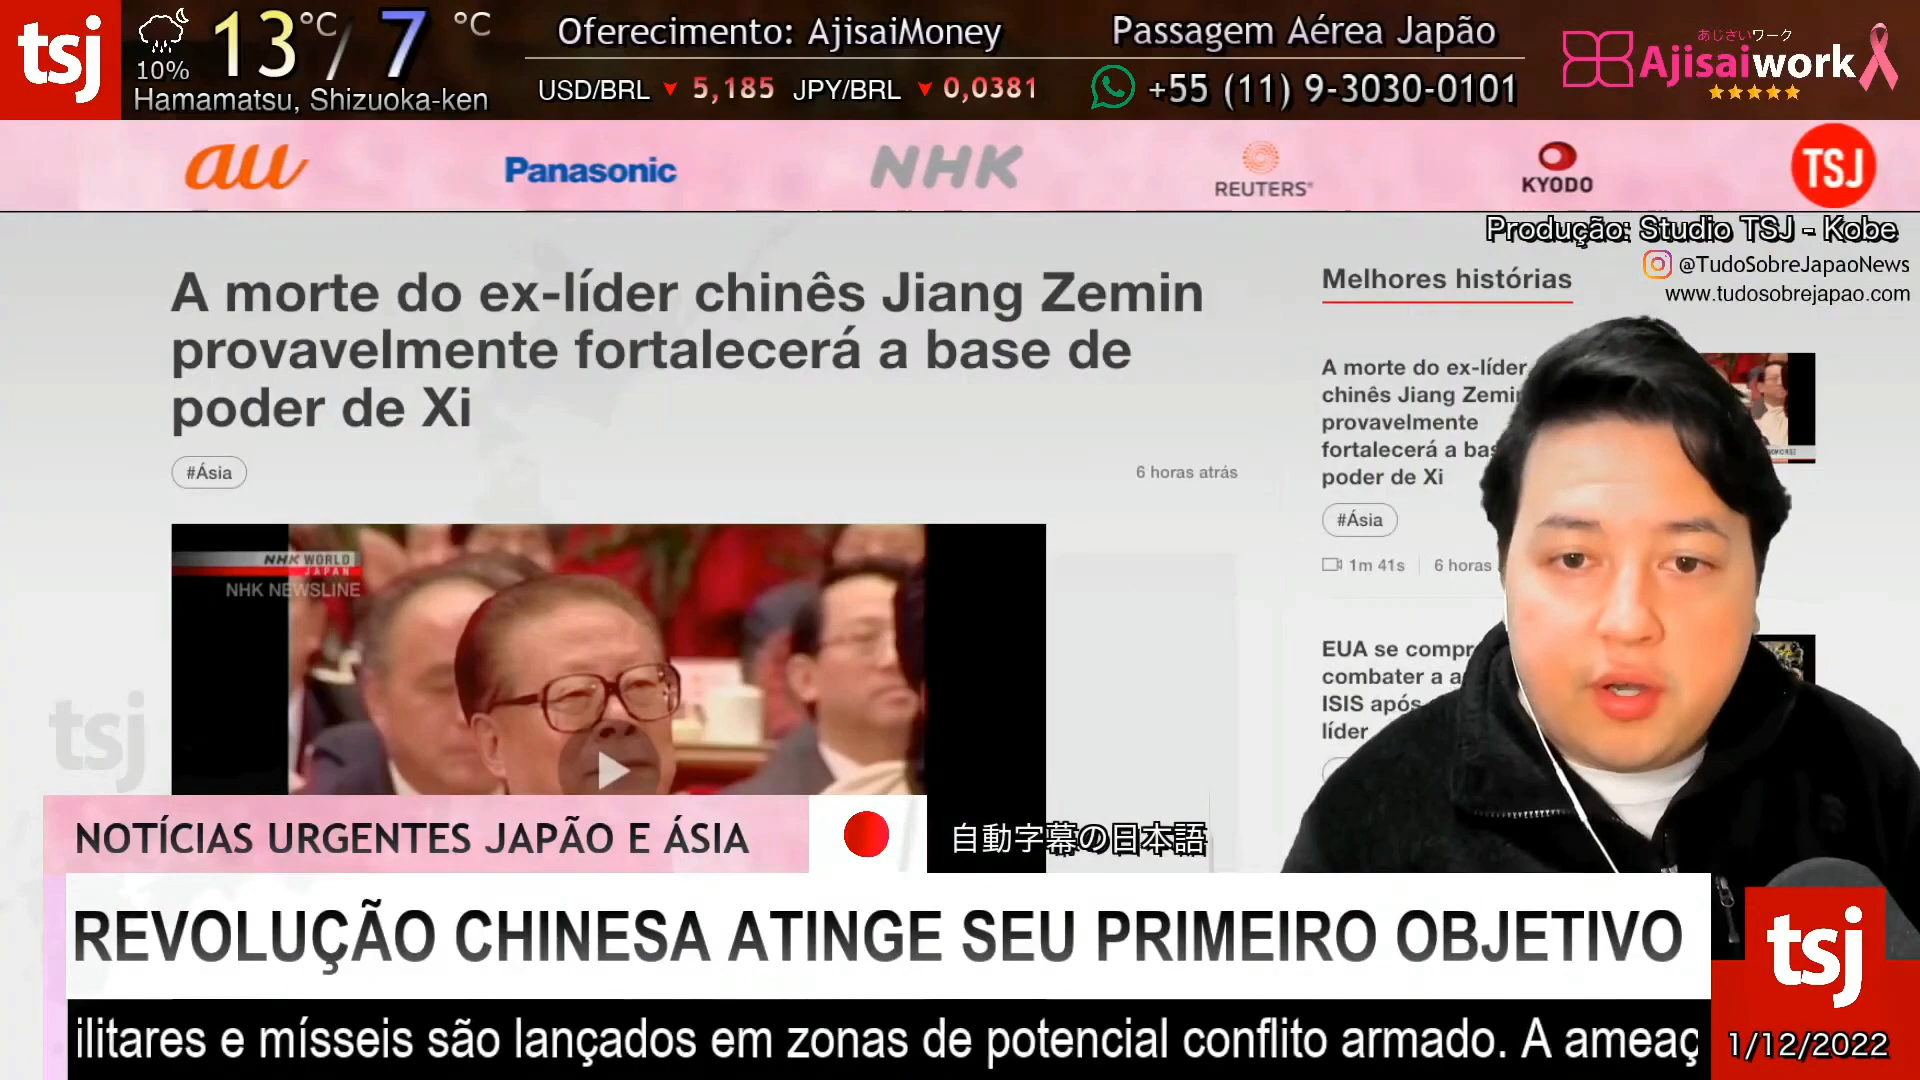 tsj
10%
13°C / 7 °C
Hamamatsu, Shizuoka-ken
Oferecimento: AjisaiMoney
USD/BRL ▼ 5,185 JPY/BRL ▼ 0,0381
Passagem Aérea Japão
+55 (11) 9-3030-0101
あじさいワーク
Ajisaiwork
au
Panasonic
NHK
REUTERS
KYODO
TSJ
Produção: Studio TSJ - Kobe
@TudoSobreJapaoNews
www.tudosobrejapao.com
A morte do ex-líder chinês Jiang Zemin
provavelmente fortalecerá a base de
poder de Xi
#Ásia
6 horas atrás
Melhores histórias
A morte do ex-líder
chinês Jiang Zemin
provavelmente
fortalecerá a bas
poder de Xi
#Ásia
1m 41s
6 horas
EUA se compr
combater a a
ISIS após
líder
NHK WORLD
JAPAN
NHK NEWSLINE
tsj
NOTÍCIAS URGENTES JAPÃO E ÁSIA
自動字幕の日本語
REVOLUÇÃO CHINESA ATINGE SEU PRIMEIRO OBJETIVO
ilitares e mísseis são lançados em zonas de potencial conflito armado. A ameaç
tsj
1/12/2022